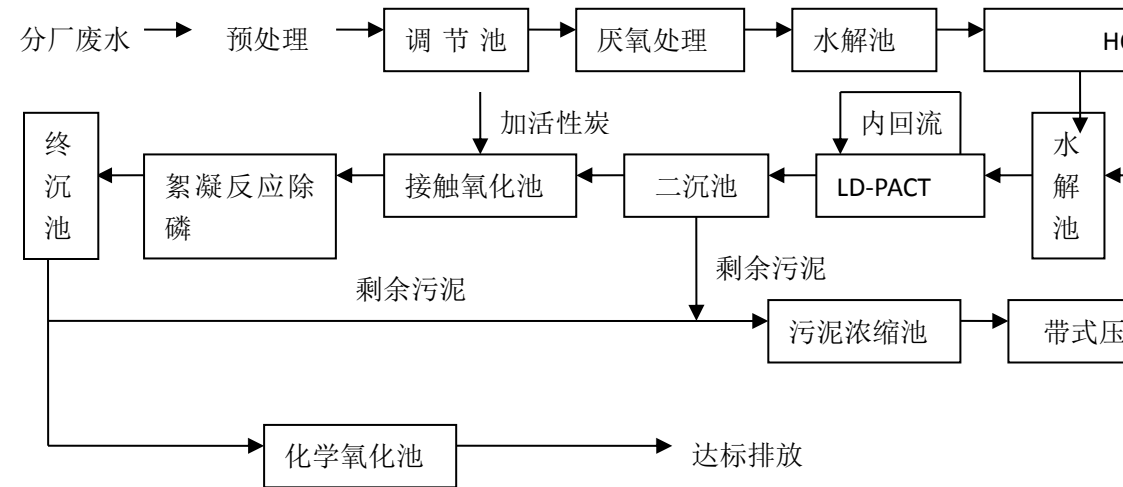 分厂废水
预处理
调 节 池
厌氧处理
水解池
加活性炭
内回流
终
沉
池
絮凝反应除
磷
接触氧化池
二沉池
LD-PACT
水
解
池
剩余污泥
剩余污泥
污泥浓缩池
带式压
化学氧化池
达标排放